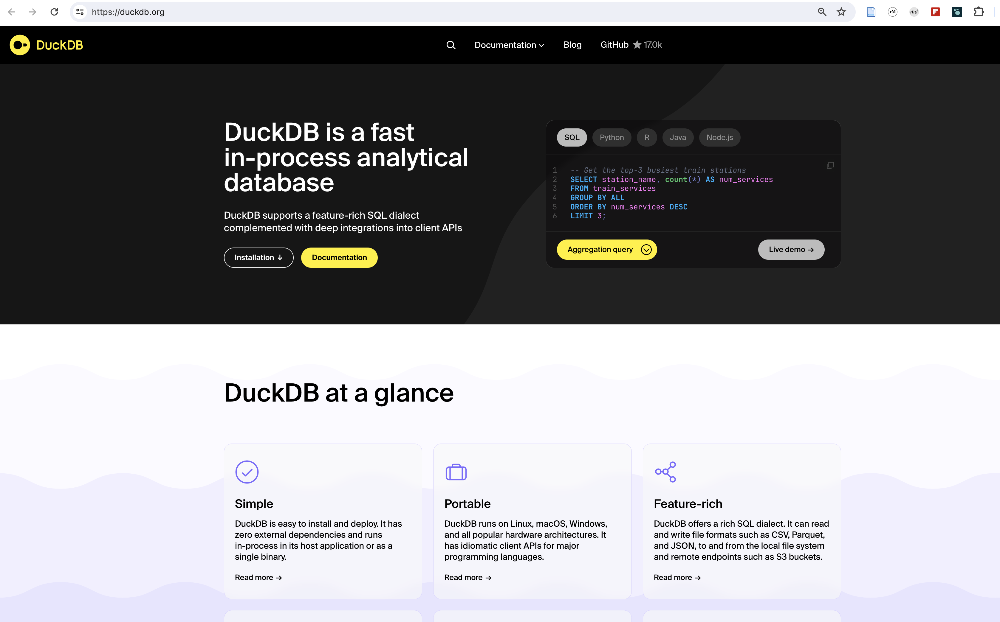 https://duckdb.org
rM
md
DuckDB
Documentation
Blog
GitHub ★ 17.0k
DuckDB is a fast
in-process analytical
database
DuckDB supports a feature-rich SQL dialect
complemented with deep integrations into client APIs
Installation ↓
Documentation
SQL
Python
R
Java
Node.js
1 -- Get the top-3 busiest train stations
2 SELECT station_name, count(*) AS num_services
3 FROM train_services
4 GROUP BY ALL
5 ORDER BY num_services DESC
6 LIMIT 3;
Aggregation query
Live demo →
DuckDB at a glance
Simple
DuckDB is easy to install and deploy. It has
zero external dependencies and runs
in-process in its host application or as a
single binary.
Read more →
Portable
DuckDB runs on Linux, macOS, Windows,
and all popular hardware architectures. It
has idiomatic client APIs for major
programming languages.
Read more →
Feature-rich
DuckDB offers a rich SQL dialect. It can read
and write file formats such as CSV, Parquet,
and JSON, to and from the local file system
and remote endpoints such as S3 buckets.
Read more →